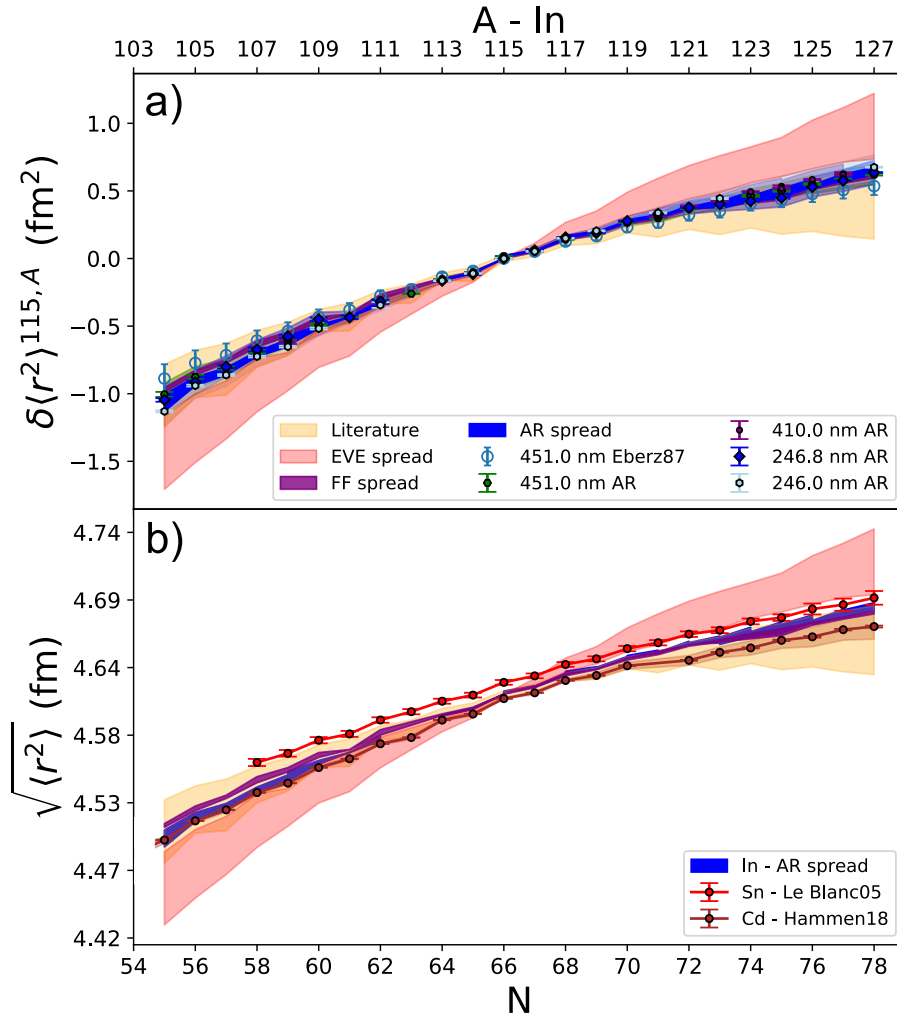 A - In
103 105 107 109 111 113 115 117 119 121 123 125 127
a)
1.0
0.5
0.0
−0.5
−1.0
−1.5
δ⟨r²⟩¹¹⁵,ᴬ (fm²)
Literature
EVE spread
FF spread
AR spread
451.0 nm Eberz87
451.0 nm AR
410.0 nm AR
246.8 nm AR
246.0 nm AR
b)
4.74
4.69
4.64
4.58
4.53
4.47
4.42
√⟨r²⟩ (fm)
In - AR spread
Sn - Le Blanc05
Cd - Hammen18
54 56 58 60 62 64 66 68 70 72 74 76 78
N